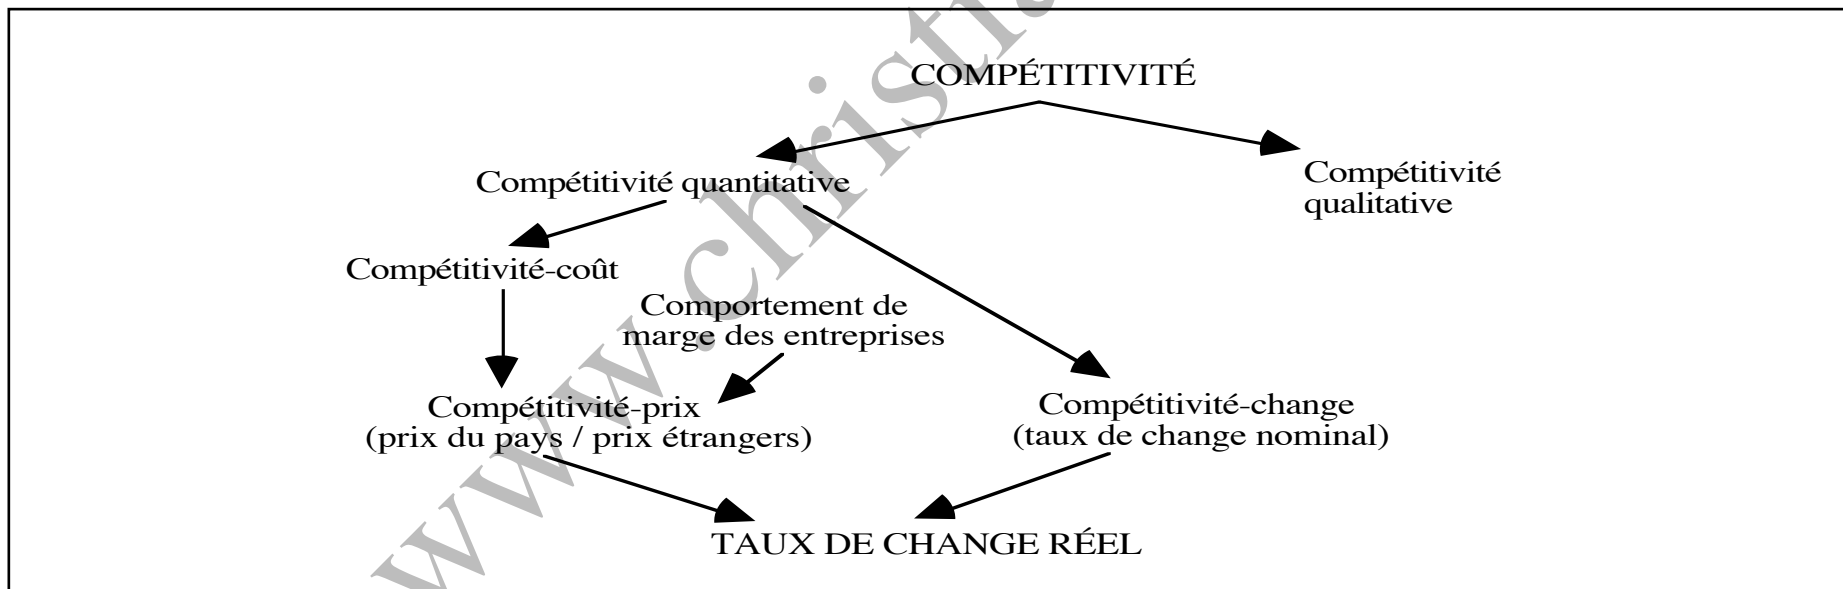 COMPÉTITIVITÉ
Compétitivité quantitative
Compétitivité
qualitative
Compétitivité-coût
Comportement de
marge des entreprises
Compétitivité-prix
(prix du pays / prix étrangers)
Compétitivité-change
(taux de change nominal)
TAUX DE CHANGE RÉEL
www.christia